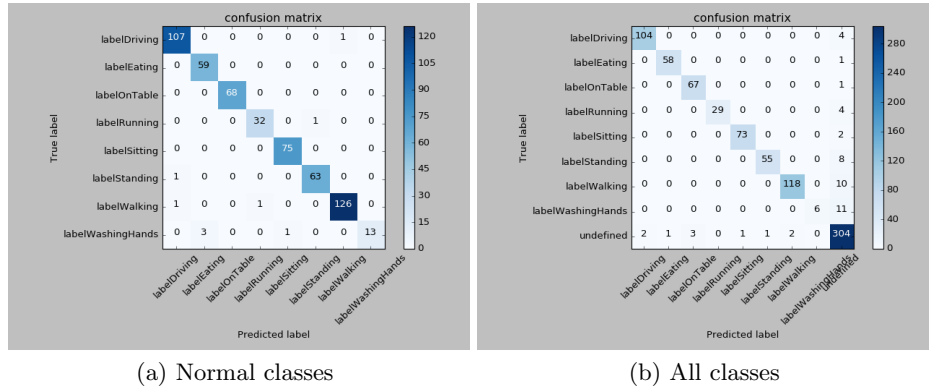 confusion matrix
labelDriving 107 0 0 0 0 0 1 0
labelEating 0 59 0 0 0 0 0 0
labelOnTable 0 0 68 0 0 0 0 0
labelRunning 0 0 0 32 0 1 0 0
labelSitting 0 0 0 0 75 0 0 0
labelStanding 1 0 0 0 0 63 0 0
labelWalking 1 0 0 1 0 0 126 0
labelWashingHands 0 3 0 0 1 0 0 13
True label
labelDriving labelEating labelOnTable labelRunning labelSitting labelStanding labelWalking labelWashingHands
Predicted label
120
105
90
75
60
45
30
15
0
(a) Normal classes
confusion matrix
labelDriving 104 0 0 0 0 0 0 0 4
labelEating 0 58 0 0 0 0 0 0 1
labelOnTable 0 0 67 0 0 0 0 0 1
labelRunning 0 0 0 29 0 0 0 0 4
labelSitting 0 0 0 0 73 0 0 0 2
labelStanding 0 0 0 0 0 55 0 0 8
labelWalking 0 0 0 0 0 0 118 0 10
labelWashingHands 0 0 0 0 0 0 0 6 11
undefined 2 1 3 0 1 1 2 0 304
True label
labelDriving labelEating labelOnTable labelRunning labelSitting labelStanding labelWalking labelWashingHands undefined
Predicted label
280
240
200
160
120
80
40
0
(b) All classes